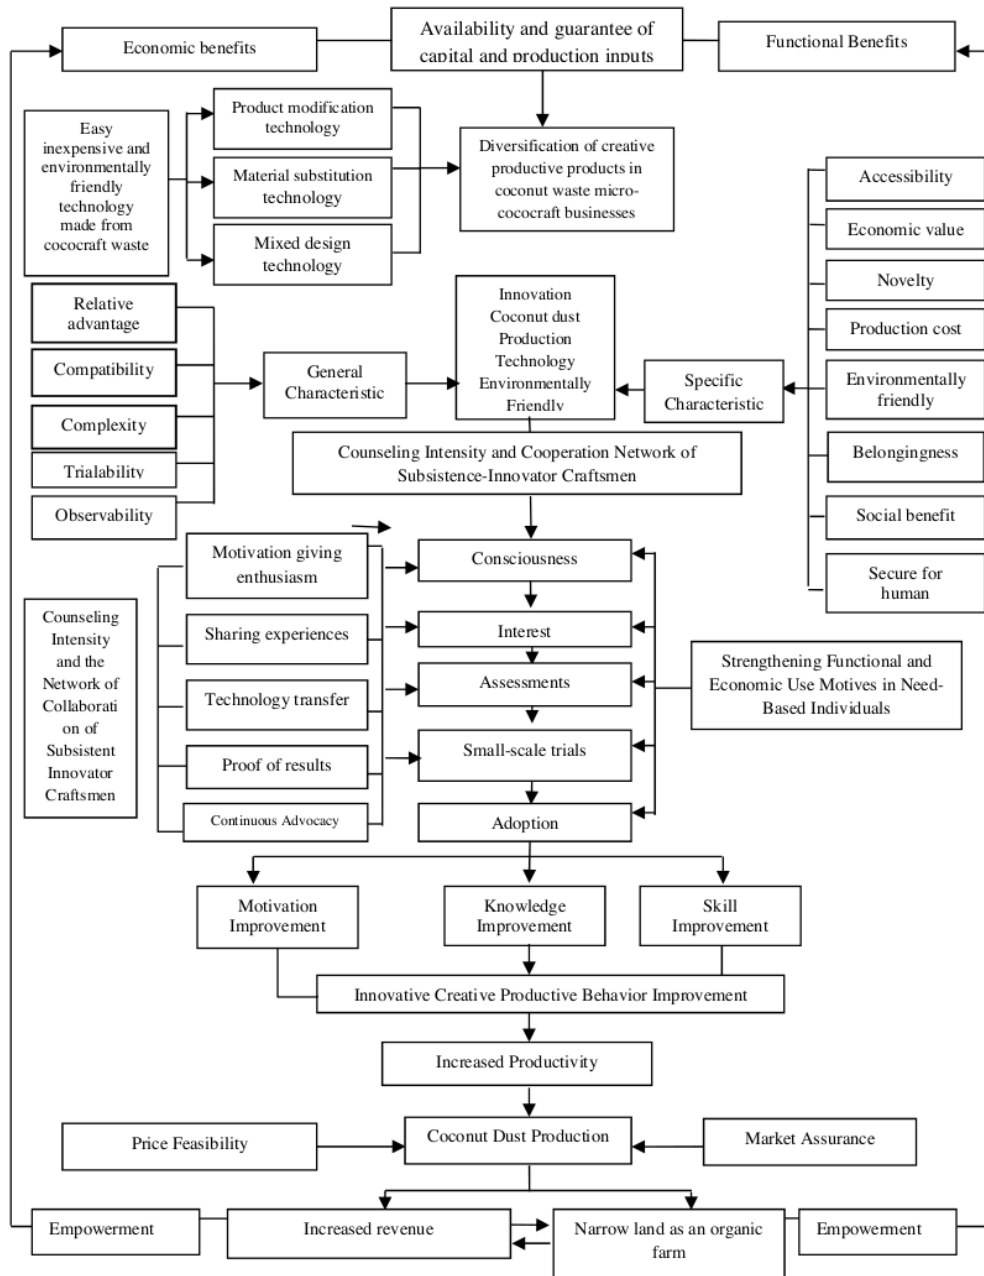 Economic benefits
Availability and guarantee of
capital and production inputs
Functional Benefits
Easy
inexpensive and
environmentally
friendly
technology
made from
cococraft waste
Product modification
technology
Material substitution
technology
Mixed design
technology
Diversification of creative
productive products in
coconut waste micro-
cococraft businesses
Accessibility
Economic value
Novelty
Production cost
Environmentally
friendly
Belongingness
Social benefit
Secure for
human
Relative
advantage
Compatibility
Complexity
Trialability
Observability
General
Characteristic
Innovation
Coconut dust
Production
Technology
Environmentally
Friendly
Specific
Characteristic
Counseling Intensity and Cooperation Network of
Subsistence-Innovator Craftsmen
Counseling
Intensity
and the
Network of
Collaborati
on of
Subsistent
Innovator
Craftsmen
Motivation giving
enthusiasm
Sharing experiences
Technology transfer
Proof of results
Continuous Advocacy
Consciousness
Interest
Assessments
Small-scale trials
Adoption
Strengthening Functional and
Economic Use Motives in Need-
Based Individuals
Motivation
Improvement
Knowledge
Improvement
Skill
Improvement
Innovative Creative Productive Behavior Improvement
Increased Productivity
Price Feasibility
Coconut Dust Production
Market Assurance
Empowerment
Increased revenue
Narrow land as an organic
farm
Empowerment